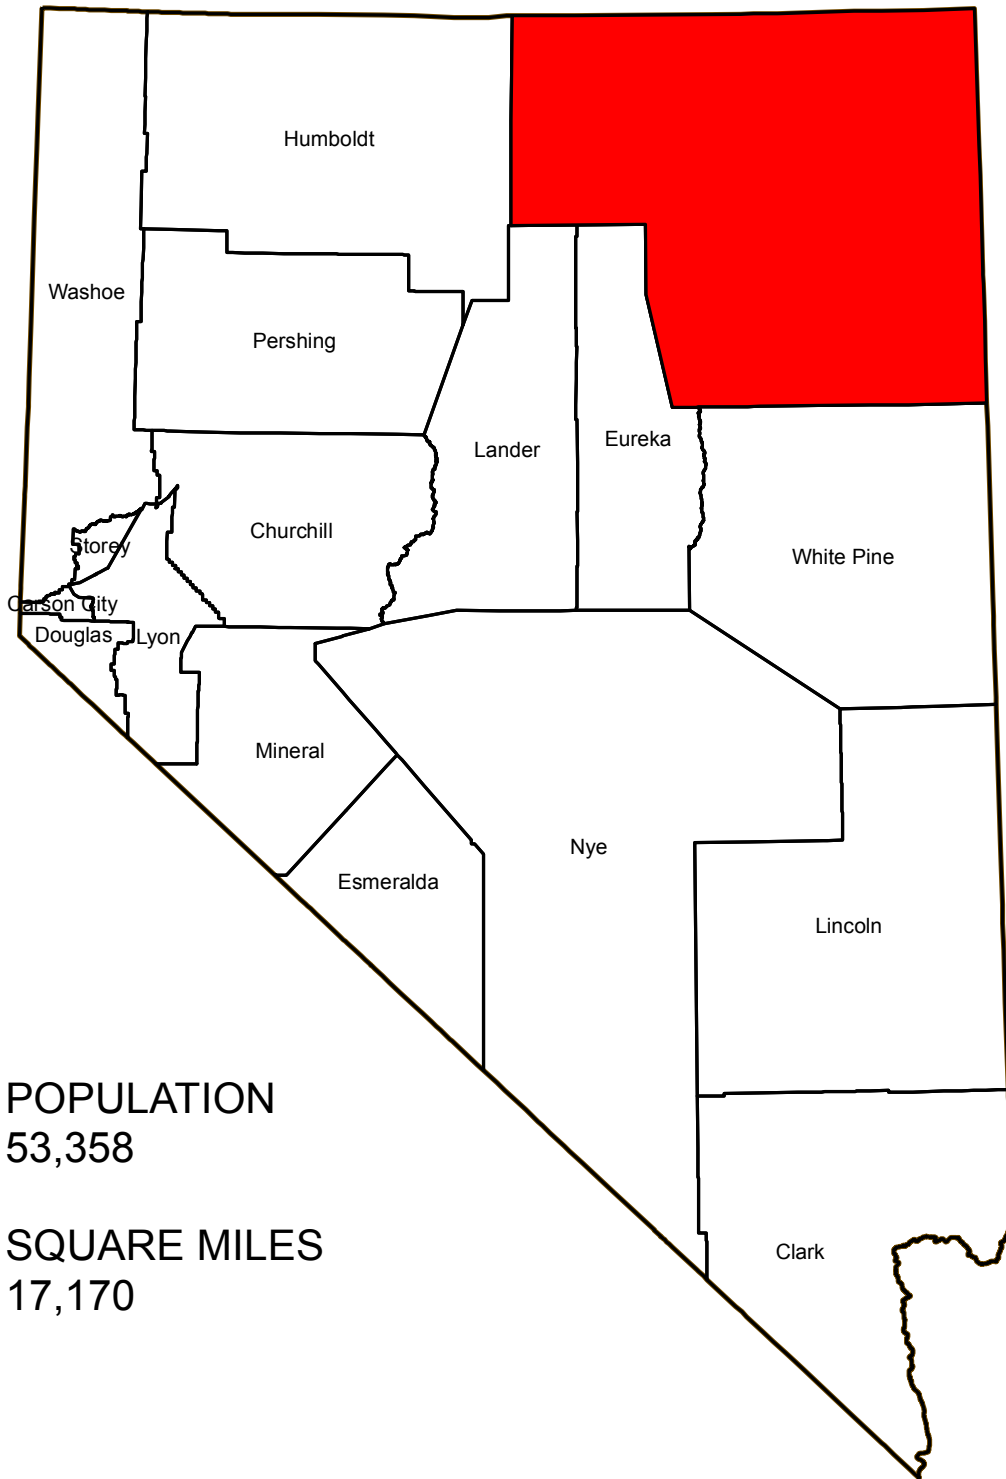 Humboldt
Washoe
Pershing
Eureka
Lander
Churchill
Storey
White Pine
Carson City
Douglas
Lyon
Mineral
Nye
Esmeralda
Lincoln
POPULATION
53,358
SQUARE MILES
17,170
Clark